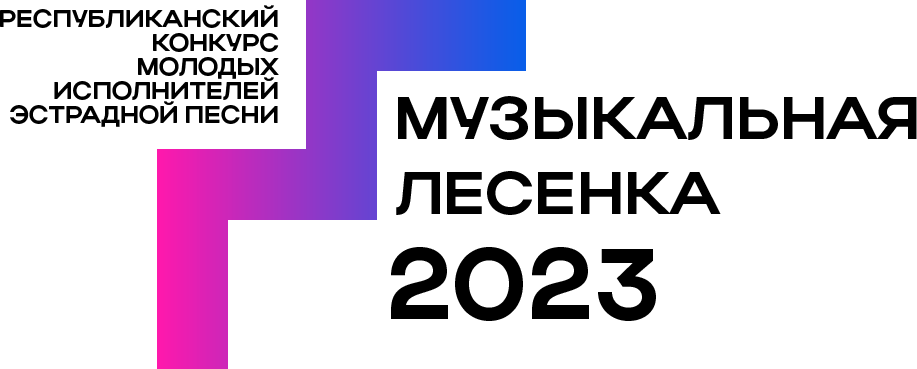 РЕСПУБЛИКАНСКИЙ
КОНКУРС
МОЛОДЫХ
ИСПОЛНИТЕЛЕЙ
ЭСТРАДНОЙ ПЕСНИ
МУЗЫКАЛЬНАЯ
ЛЕСЕНКА
2023